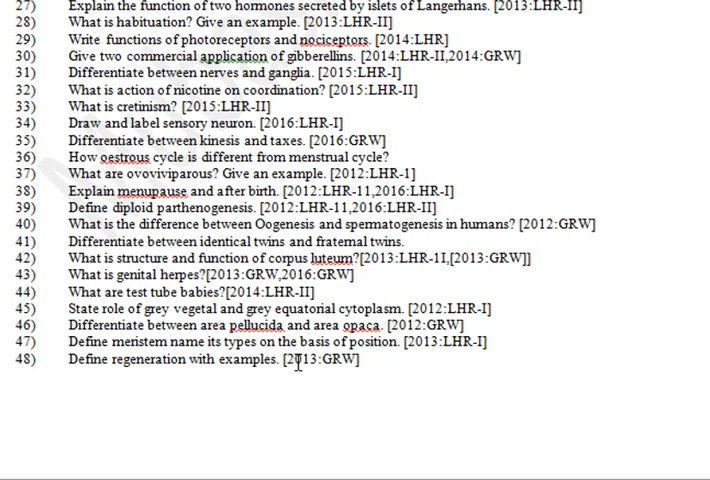 27) Explain the function of two hormones secreted by islets of Langerhans. [2013:LHR-II]
28) What is habituation? Give an example. [2013:LHR-II]
29) Write functions of photoreceptors and nociceptors. [2014:LHR]
30) Give two commercial application of gibberellins. [2014:LHR-II,2014:GRW]
31) Differentiate between nerves and ganglia. [2015:LHR-I]
32) What is action of nicotine on coordination? [2015:LHR-II]
33) What is cretinism? [2015:LHR-II]
34) Draw and label sensory neuron. [2016:LHR-I]
35) Differentiate between kinesis and taxes. [2016:GRW]
36) How oestrous cycle is different from menstrual cycle?
37) What are ovoviviparous? Give an example. [2012:LHR-1]
38) Explain menupause and after birth. [2012:LHR-11,2016:LHR-I]
39) Define diploid parthenogenesis. [2012:LHR-11,2016:LHR-II]
40) What is the difference between Oogenesis and spermatogenesis in humans? [2012:GRW]
41) Differentiate between identical twins and fraternal twins.
42) What is structure and function of corpus luteum?[2013:LHR-1I,[2013:GRW]]
43) What is genital herpes?[2013:GRW,2016:GRW]
44) What are test tube babies?[2014:LHR-II]
45) State role of grey vegetal and grey equatorial cytoplasm. [2012:LHR-I]
46) Differentiate between area pellucida and area opaca. [2012:GRW]
47) Define meristem name its types on the basis of position. [2013:LHR-I]
48) Define regeneration with examples. [2013:GRW]